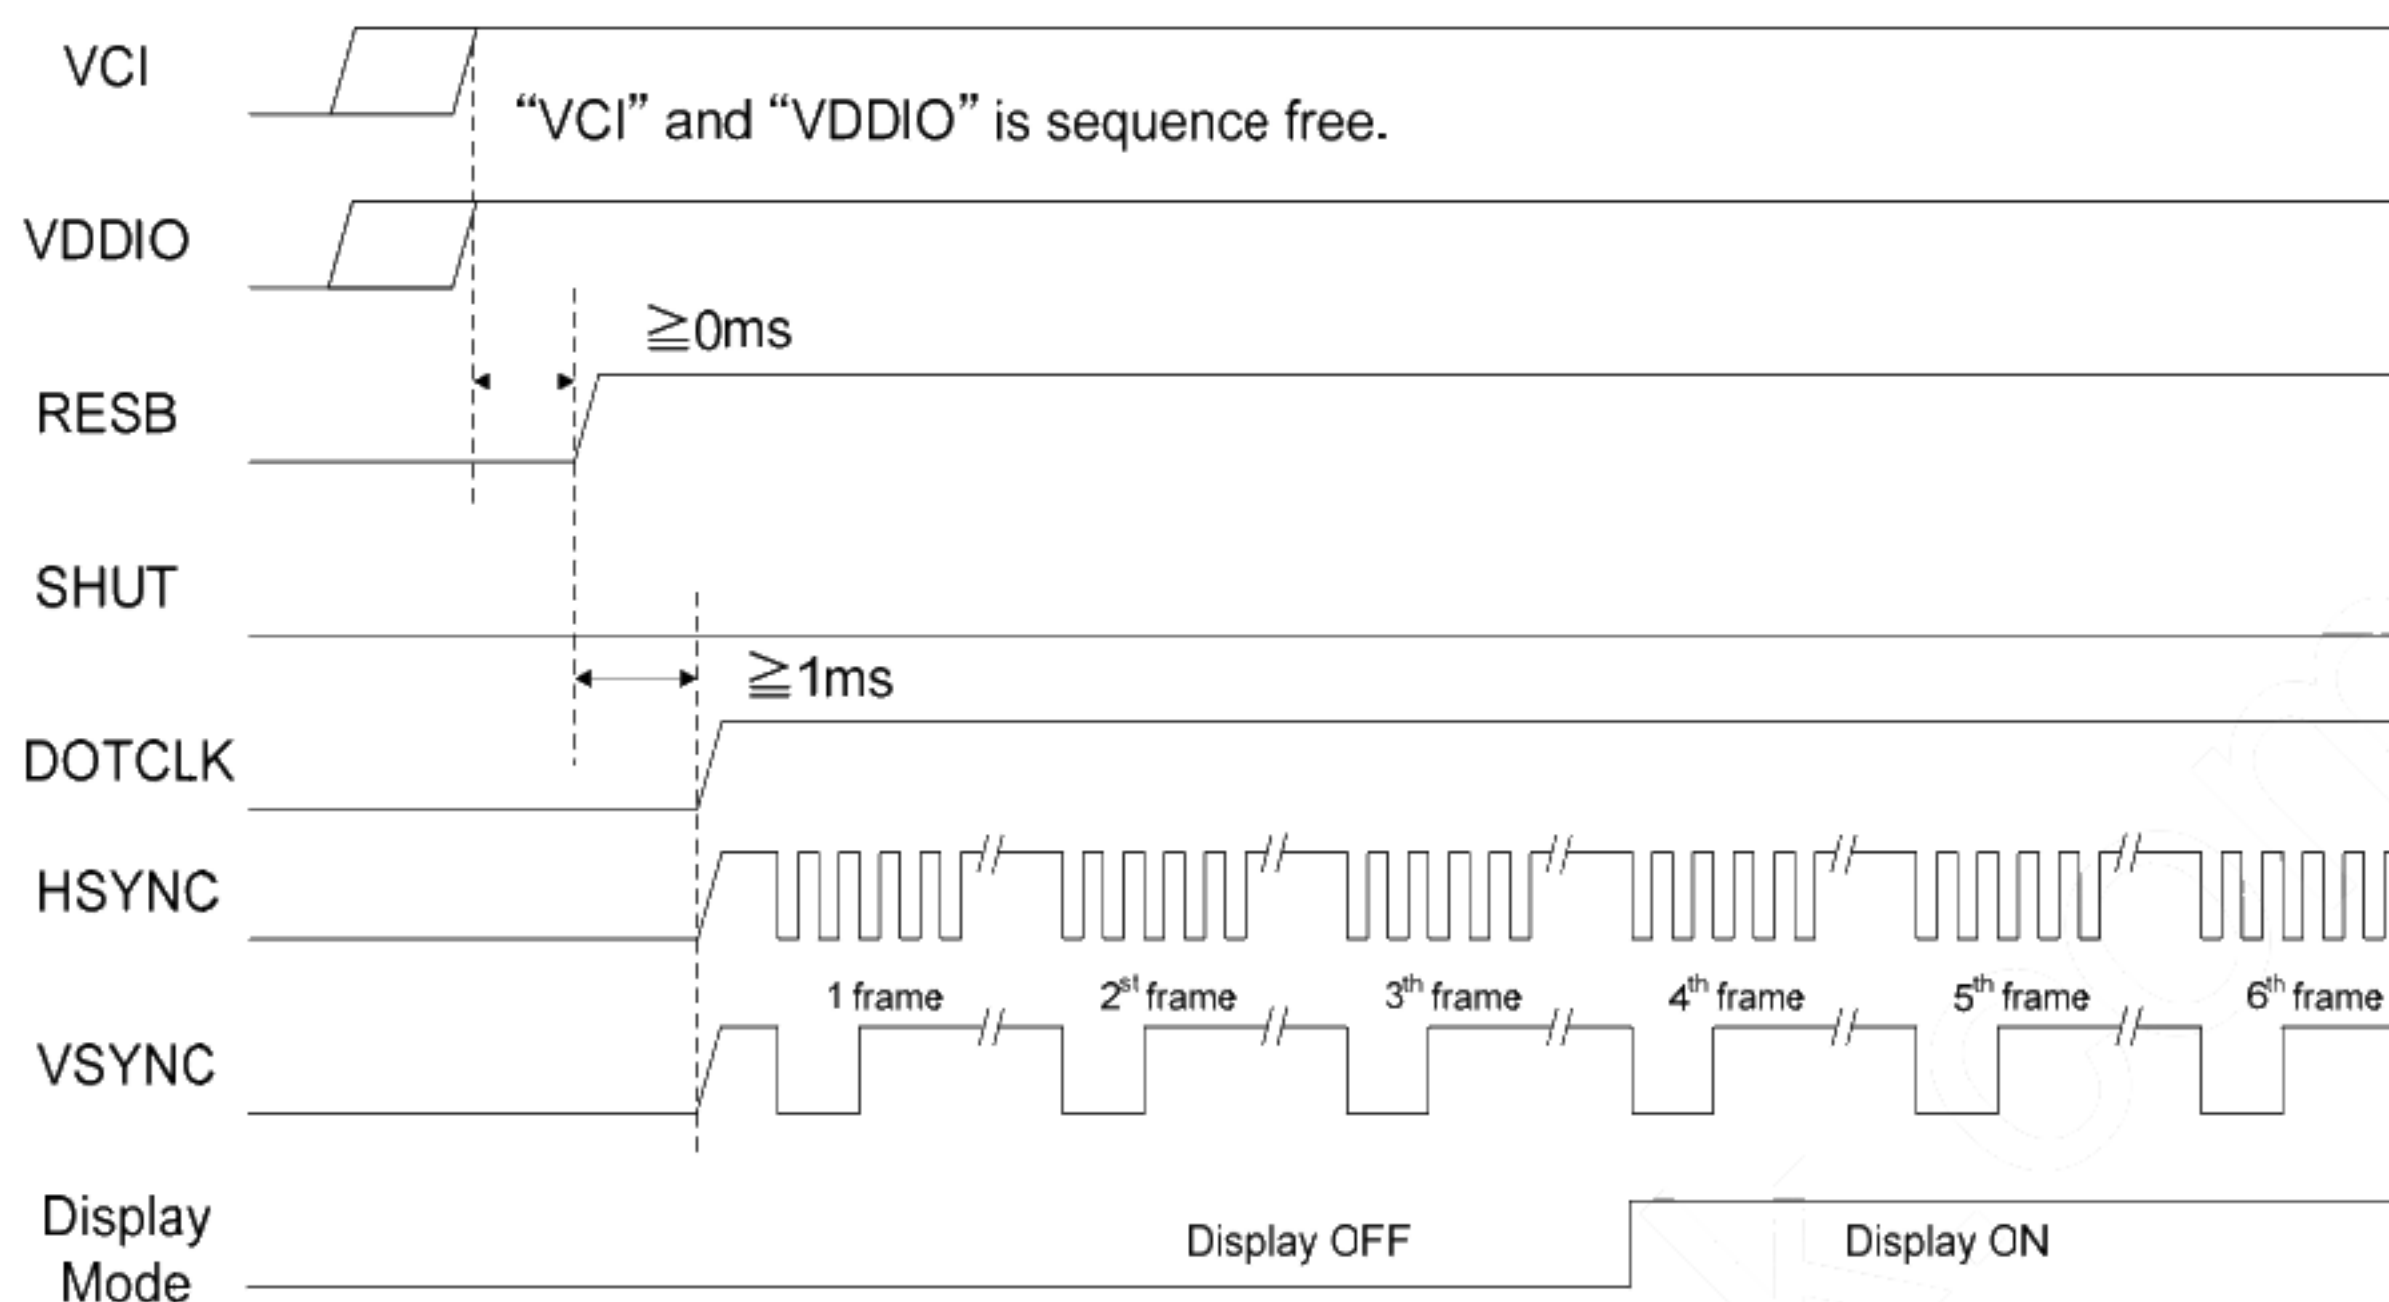 VCI
“VCI” and “VDDIO” is sequence free.
VDDIO
≧0ms
RESB
SHUT
≧1ms
DOTCLK
HSYNC
1 frame 2st frame 3th frame 4th frame 5th frame 6th frame
VSYNC
Display
Mode
Display OFF Display ON